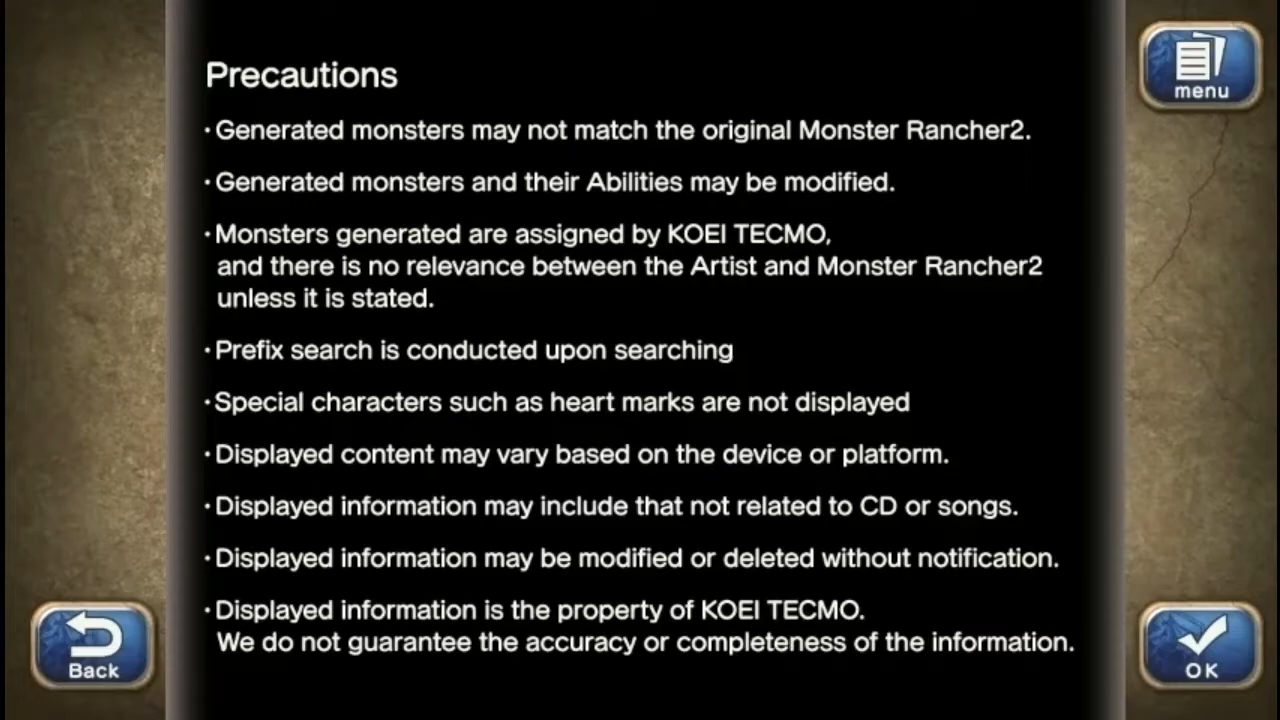 Precautions
menu
·Generated monsters may not match the original Monster Rancher2.
·Generated monsters and their Abilities may be modified.
·Monsters generated are assigned by KOEI TECMO,
and there is no relevance between the Artist and Monster Rancher2
unless it is stated.
·Prefix search is conducted upon searching
·Special characters such as heart marks are not displayed
·Displayed content may vary based on the device or platform.
·Displayed information may include that not related to CD or songs.
·Displayed information may be modified or deleted without notification.
·Displayed information is the property of KOEI TECMO.
We do not guarantee the accuracy or completeness of the information.
Back
OK